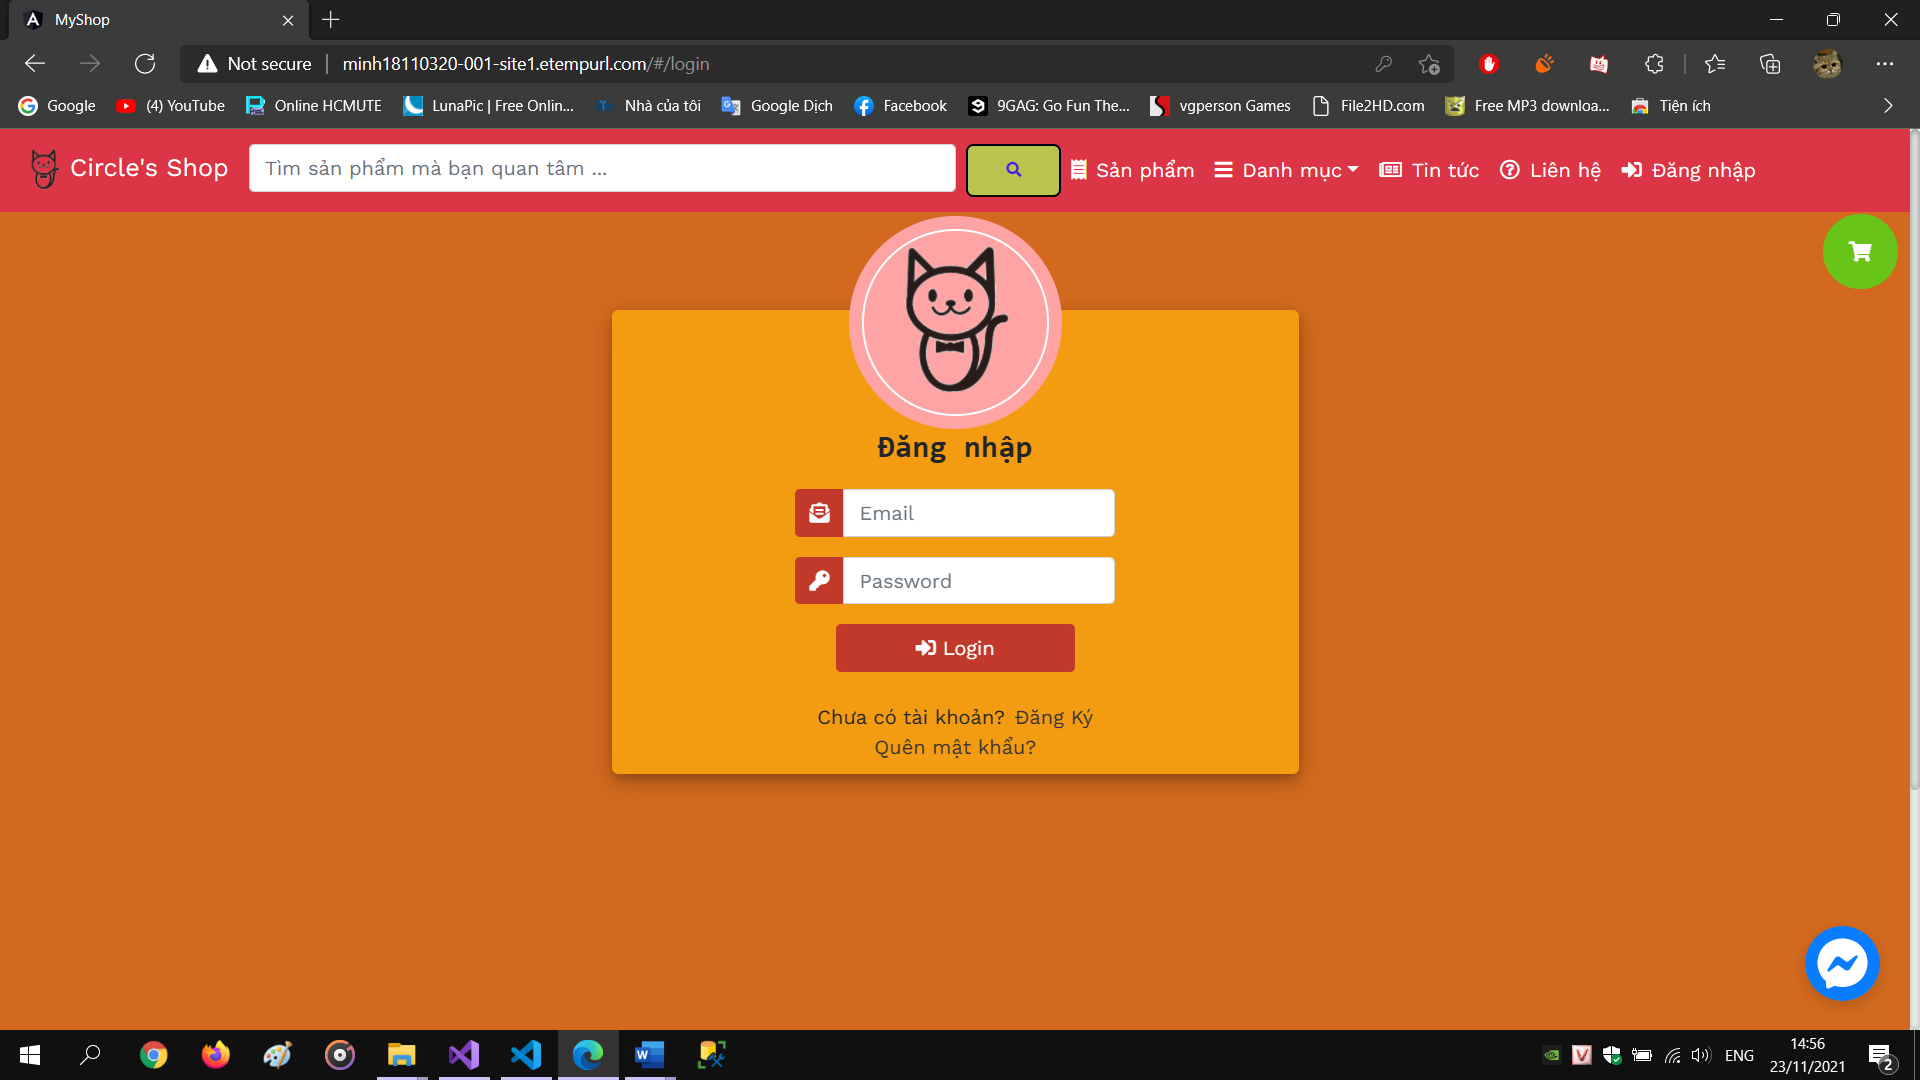 MyShop
Not secure
minh18110320-001-site1.etempurl.com/#/login
Google
(4) YouTube
Online HCMUTE
LunaPic | Free Onlin...
Nhà của tôi
Google Dịch
Facebook
9GAG: Go Fun The...
vgperson Games
File2HD.com
Free MP3 downloa...
Tiện ích
Circle's Shop
Tìm sản phẩm mà bạn quan tâm ...
Sản phẩm
Danh mục
Tin tức
Liên hệ
Đăng nhập
Đăng nhập
Email
Password
Login
Chưa có tài khoản? Đăng Ký
Quên mật khẩu?
ENG
14:56
23/11/2021
2